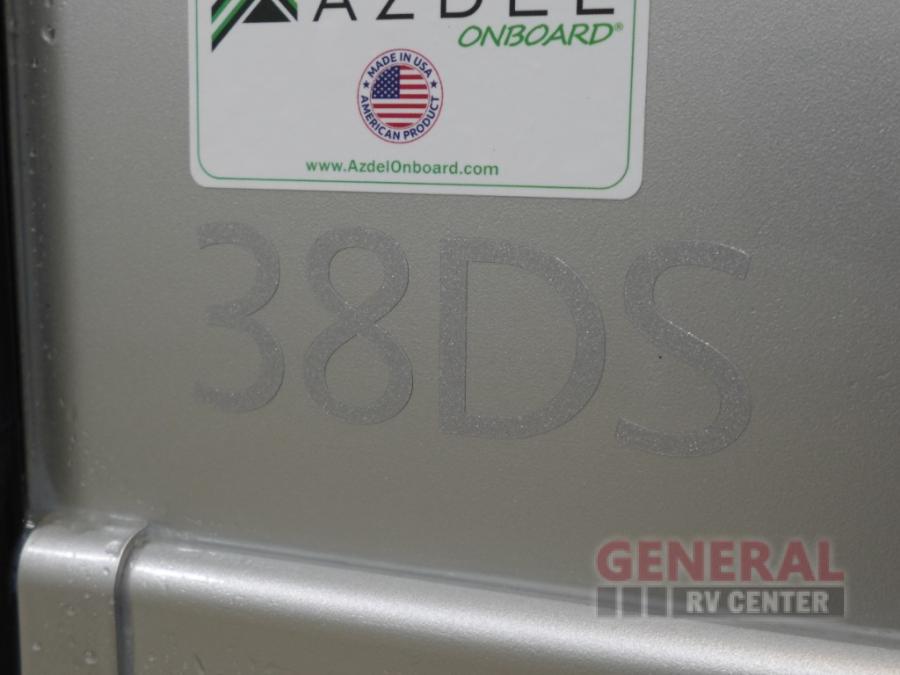 AZDEL
ONBOARD®
MADE IN USA
AMERICAN PRODUCT
www.AzdelOnboard.com
38DS
GENERAL
RV CENTER